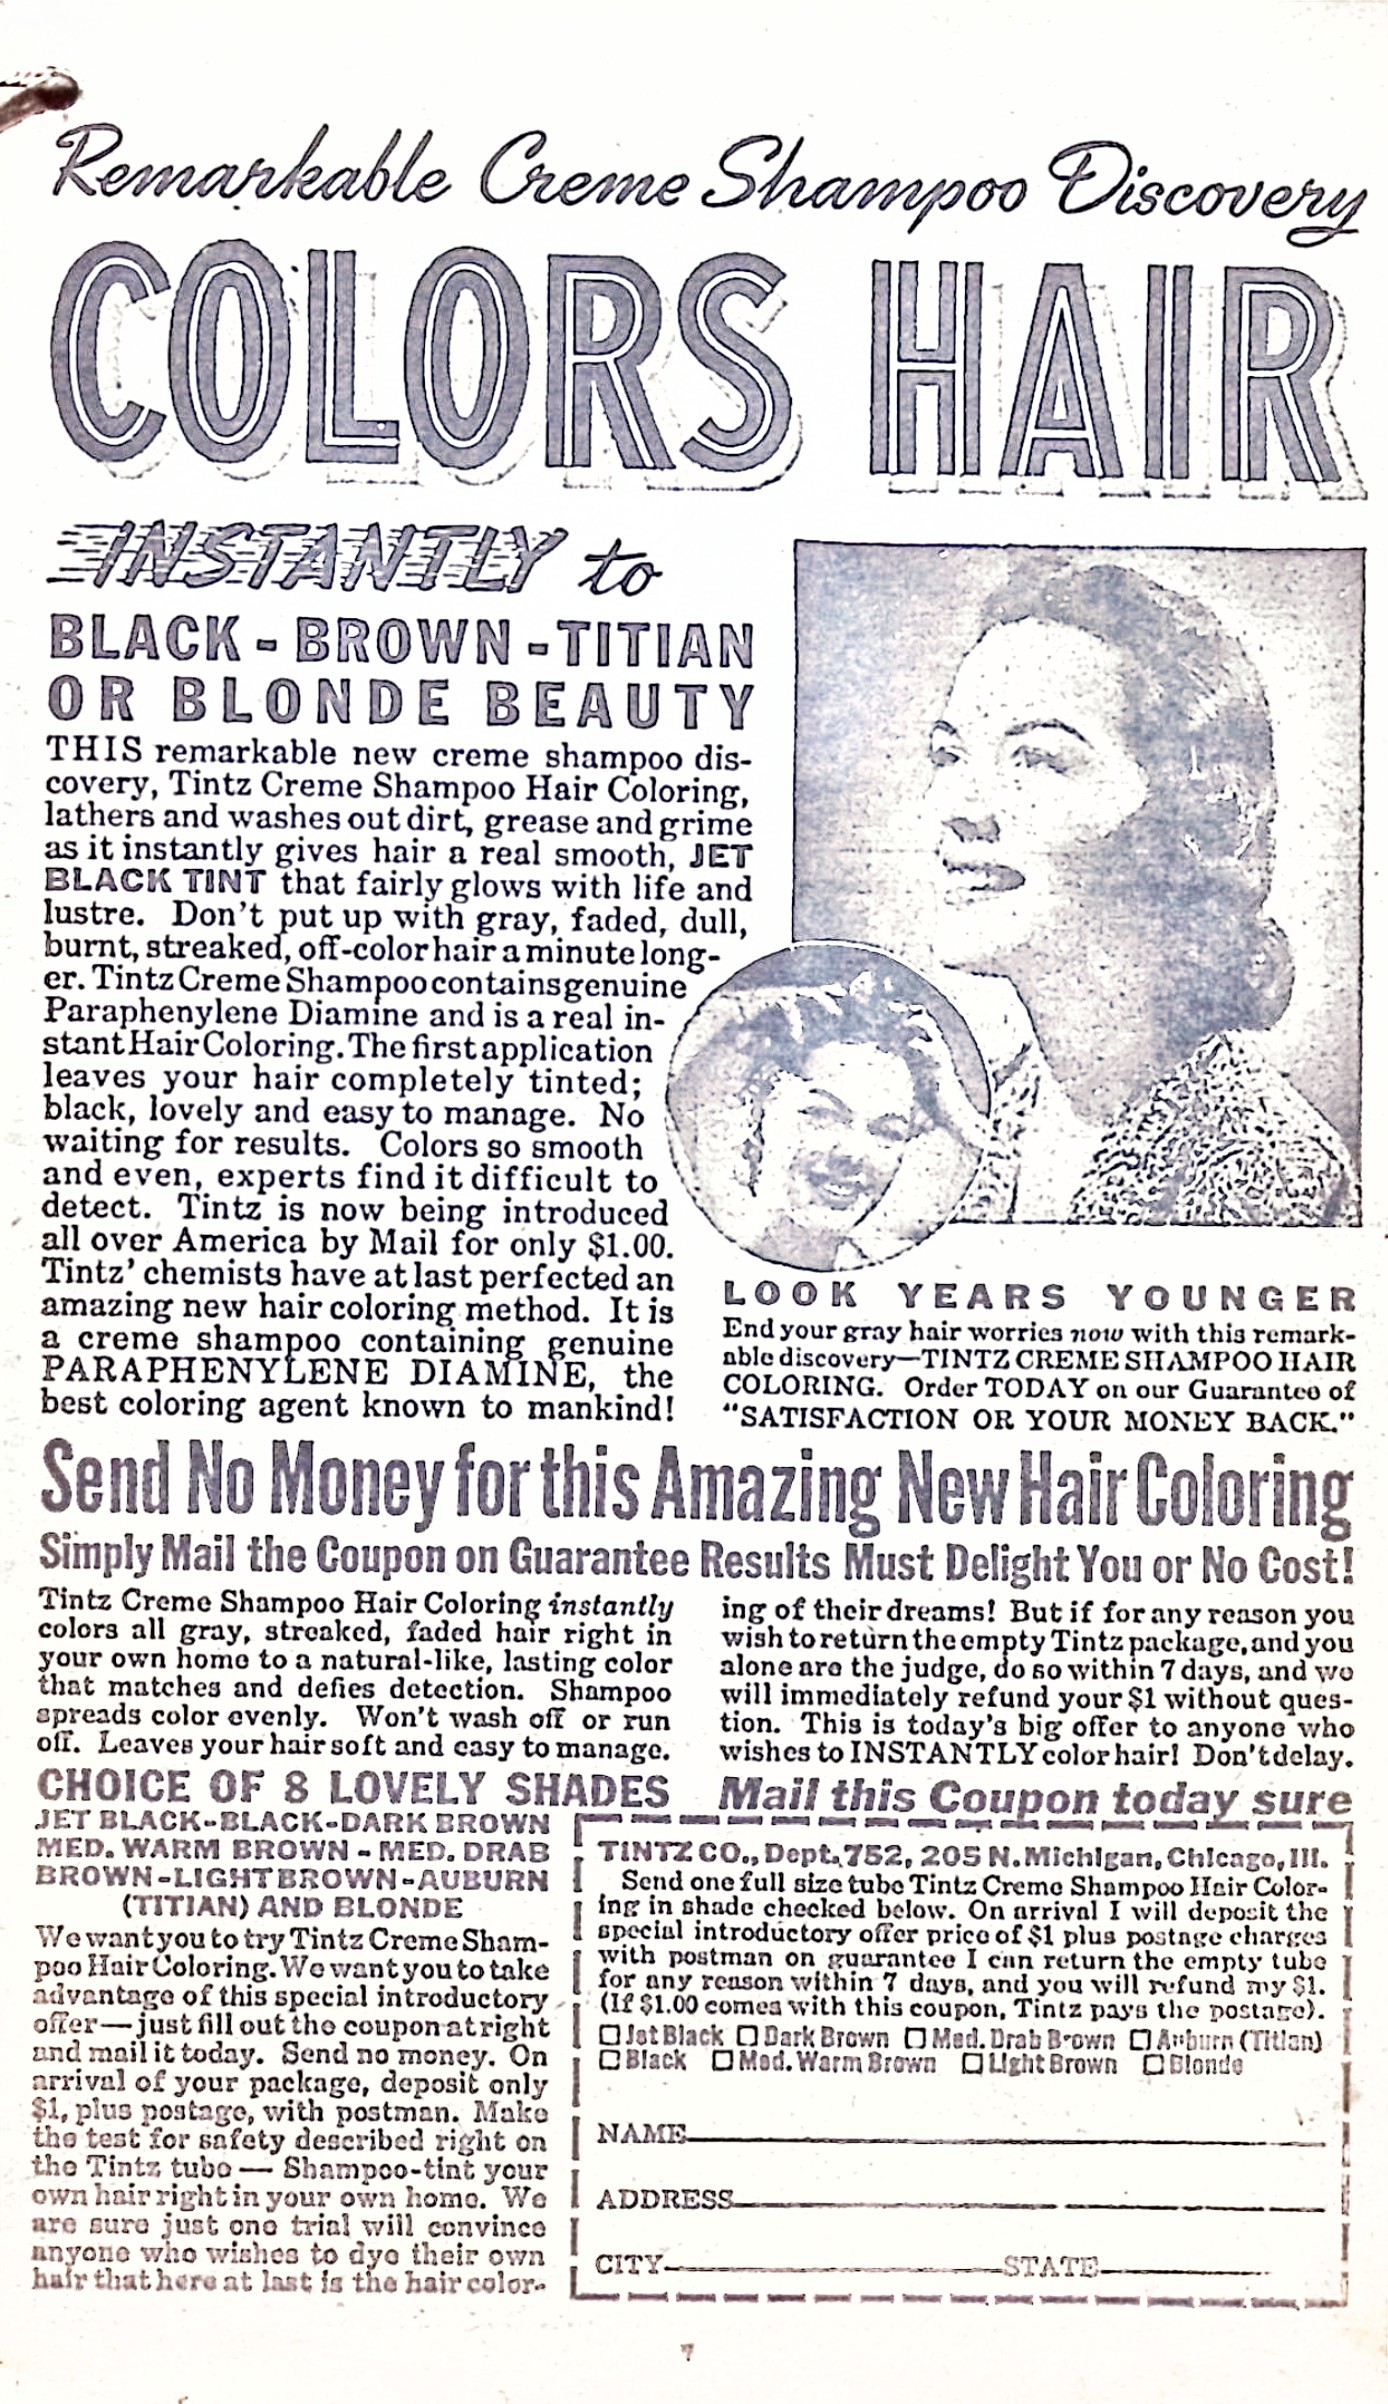 Remarkable Creme Shampoo Discovery
COLORS HAIR
INSTANTLY to
BLACK - BROWN - TITIAN
OR BLONDE BEAUTY
THIS remarkable new creme shampoo dis-
covery, Tintz Creme Shampoo Hair Coloring,
lathers and washes out dirt, grease and grime
as it instantly gives hair a real smooth, JET
BLACK TINT that fairly glows with life and
lustre. Don't put up with gray, faded, dull,
burnt, streaked, off-color hair a minute long-
er. Tintz Creme Shampoo contains genuine
Paraphenylene Diamine and is a real in-
stant Hair Coloring. The first application
leaves your hair completely tinted;
black, lovely and easy to manage. No
waiting for results. Colors so smooth
and even, experts find it difficult to
detect. Tintz is now being introduced
all over America by Mail for only $1.00.
Tintz' chemists have at last perfected an
amazing new hair coloring method. It is
a creme shampoo containing genuine
PARAPHENYLENE DIAMINE, the
best coloring agent known to mankind!
LOOK YEARS YOUNGER
End your gray hair worries now with this remark-
able discovery—TINTZ CREME SHAMPOO HAIR
COLORING. Order TODAY on our Guarantee of
"SATISFACTION OR YOUR MONEY BACK."
Send No Money for this Amazing New Hair Coloring
Simply Mail the Coupon on Guarantee Results Must Delight You or No Cost!
Tintz Creme Shampoo Hair Coloring instantly
colors all gray, streaked, faded hair right in
your own home to a natural-like, lasting color
that matches and defies detection. Shampoo
spreads color evenly. Won't wash off or run
off. Leaves your hair soft and easy to manage.
CHOICE OF 8 LOVELY SHADES
JET BLACK-BLACK-DARK BROWN
MED. WARM BROWN - MED. DRAB
BROWN - LIGHT BROWN - AUBURN
(TITIAN) AND BLONDE
We want you to try Tintz Creme Sham-
poo Hair Coloring. We want you to take
advantage of this special introductory
offer—just fill out the coupon at right
and mail it today. Send no money. On
arrival of your package, deposit only
$1, plus postage, with postman. Make
the test for safety described right on
the Tintz tube — Shampoo-tint your
own hair right in your own home. We
are sure just one trial will convince
anyone who wishes to dye their own
hair that here at last is the hair color-
ing of their dreams! But if for any reason you
wish to return the empty Tintz package, and you
alone are the judge, do so within 7 days, and we
will immediately refund your $1 without ques-
tion. This is today's big offer to anyone who
wishes to INSTANTLY color hair! Don't delay.
Mail this Coupon today sure
TINTZ CO., Dept. 752, 205 N. Michigan, Chicago, Ill.
Send one full size tube Tintz Creme Shampoo Hair Color-
ing in shade checked below. On arrival I will deposit the
special introductory offer price of $1 plus postage charges
with postman on guarantee I can return the empty tube
for any reason within 7 days, and you will refund my $1.
(If $1.00 comes with this coupon, Tintz pays the postage).
☐ Jet Black ☐ Dark Brown ☐ Med. Drab Brown ☐ Auburn (Titian)
☐ Black ☐ Med. Warm Brown ☐ Light Brown ☐ Blonde
NAME
ADDRESS
CITY STATE
7